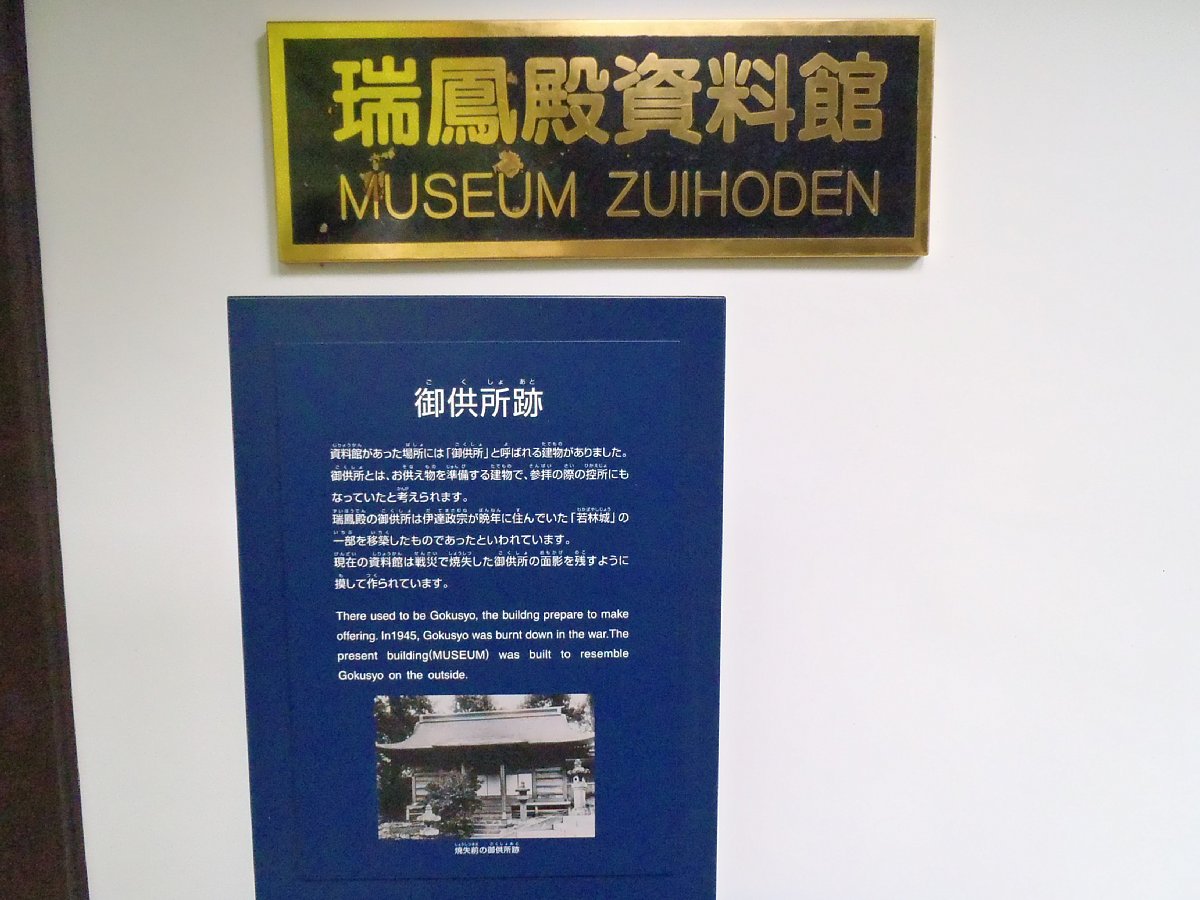 瑞鳳殿資料館
MUSEUM ZUIHODEN
御供所跡
資料館があった場所には「御供所」と呼ばれる建物がありました。
御供所とは、お供え物を準備する建物で、参拝の際の控所にも
なっていたと考えられます。
瑞鳳殿の御供所は伊達政宗が晩年に住んでいた「若林城」の
一部を移築したものであったといわれています。
現在の資料館は戦災で焼失した御供所の面影を残すように
摸して作られています。
There used to be Gokusyo, the buildng prepare to make
offering. In1945, Gokusyo was burnt down in the war.The
present building(MUSEUM) was built to resemble
Gokusyo on the outside.
焼失前の御供所跡